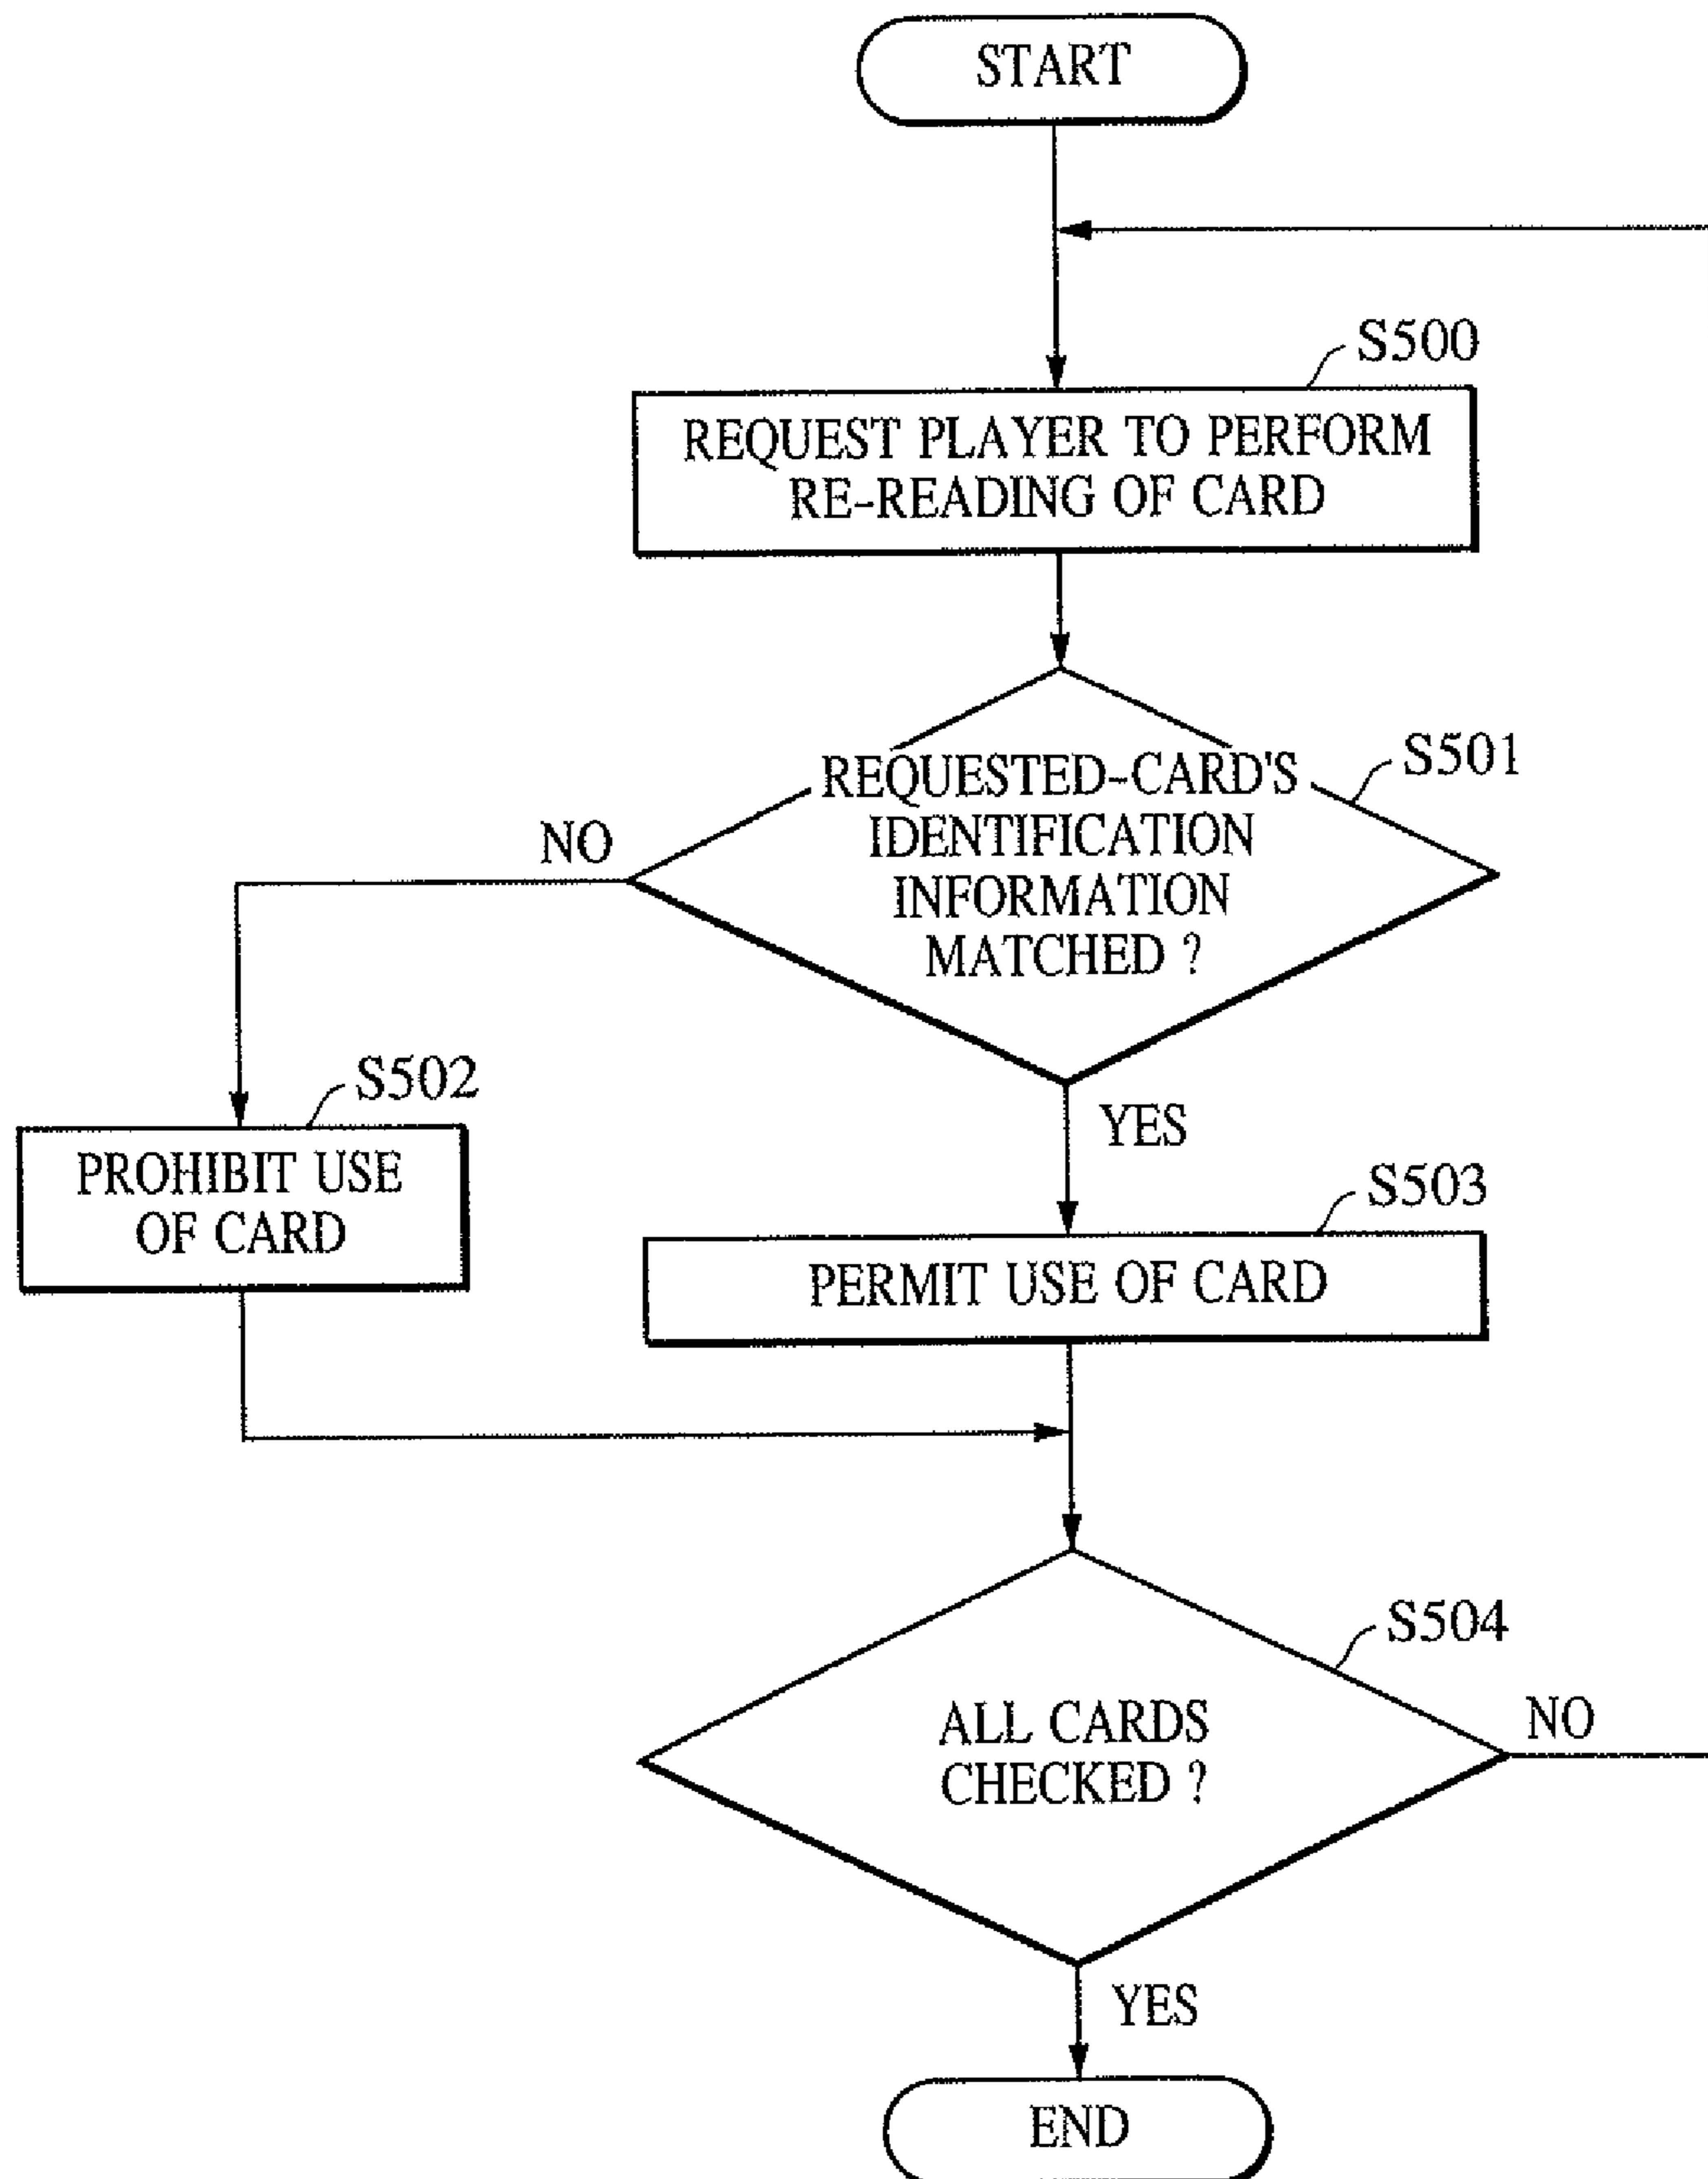 START
S500
REQUEST PLAYER TO PERFORM
RE-READING OF CARD
S501
REQUESTED-CARD'S
IDENTIFICATION
INFORMATION
MATCHED ?
NO
YES
S502
PROHIBIT USE
OF CARD
S503
PERMIT USE OF CARD
S504
ALL CARDS
CHECKED ?
NO
YES
END